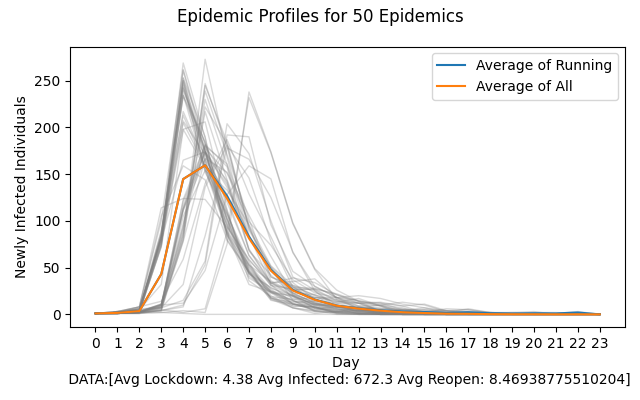 Epidemic Profiles for 50 Epidemics
Average of Running
Average of All
Newly Infected Individuals
250
200
150
100
50
0
0 1 2 3 4 5 6 7 8 9 10 11 12 13 14 15 16 17 18 19 20 21 22 23
Day
DATA:[Avg Lockdown: 4.38 Avg Infected: 672.3 Avg Reopen: 8.46938775510204]